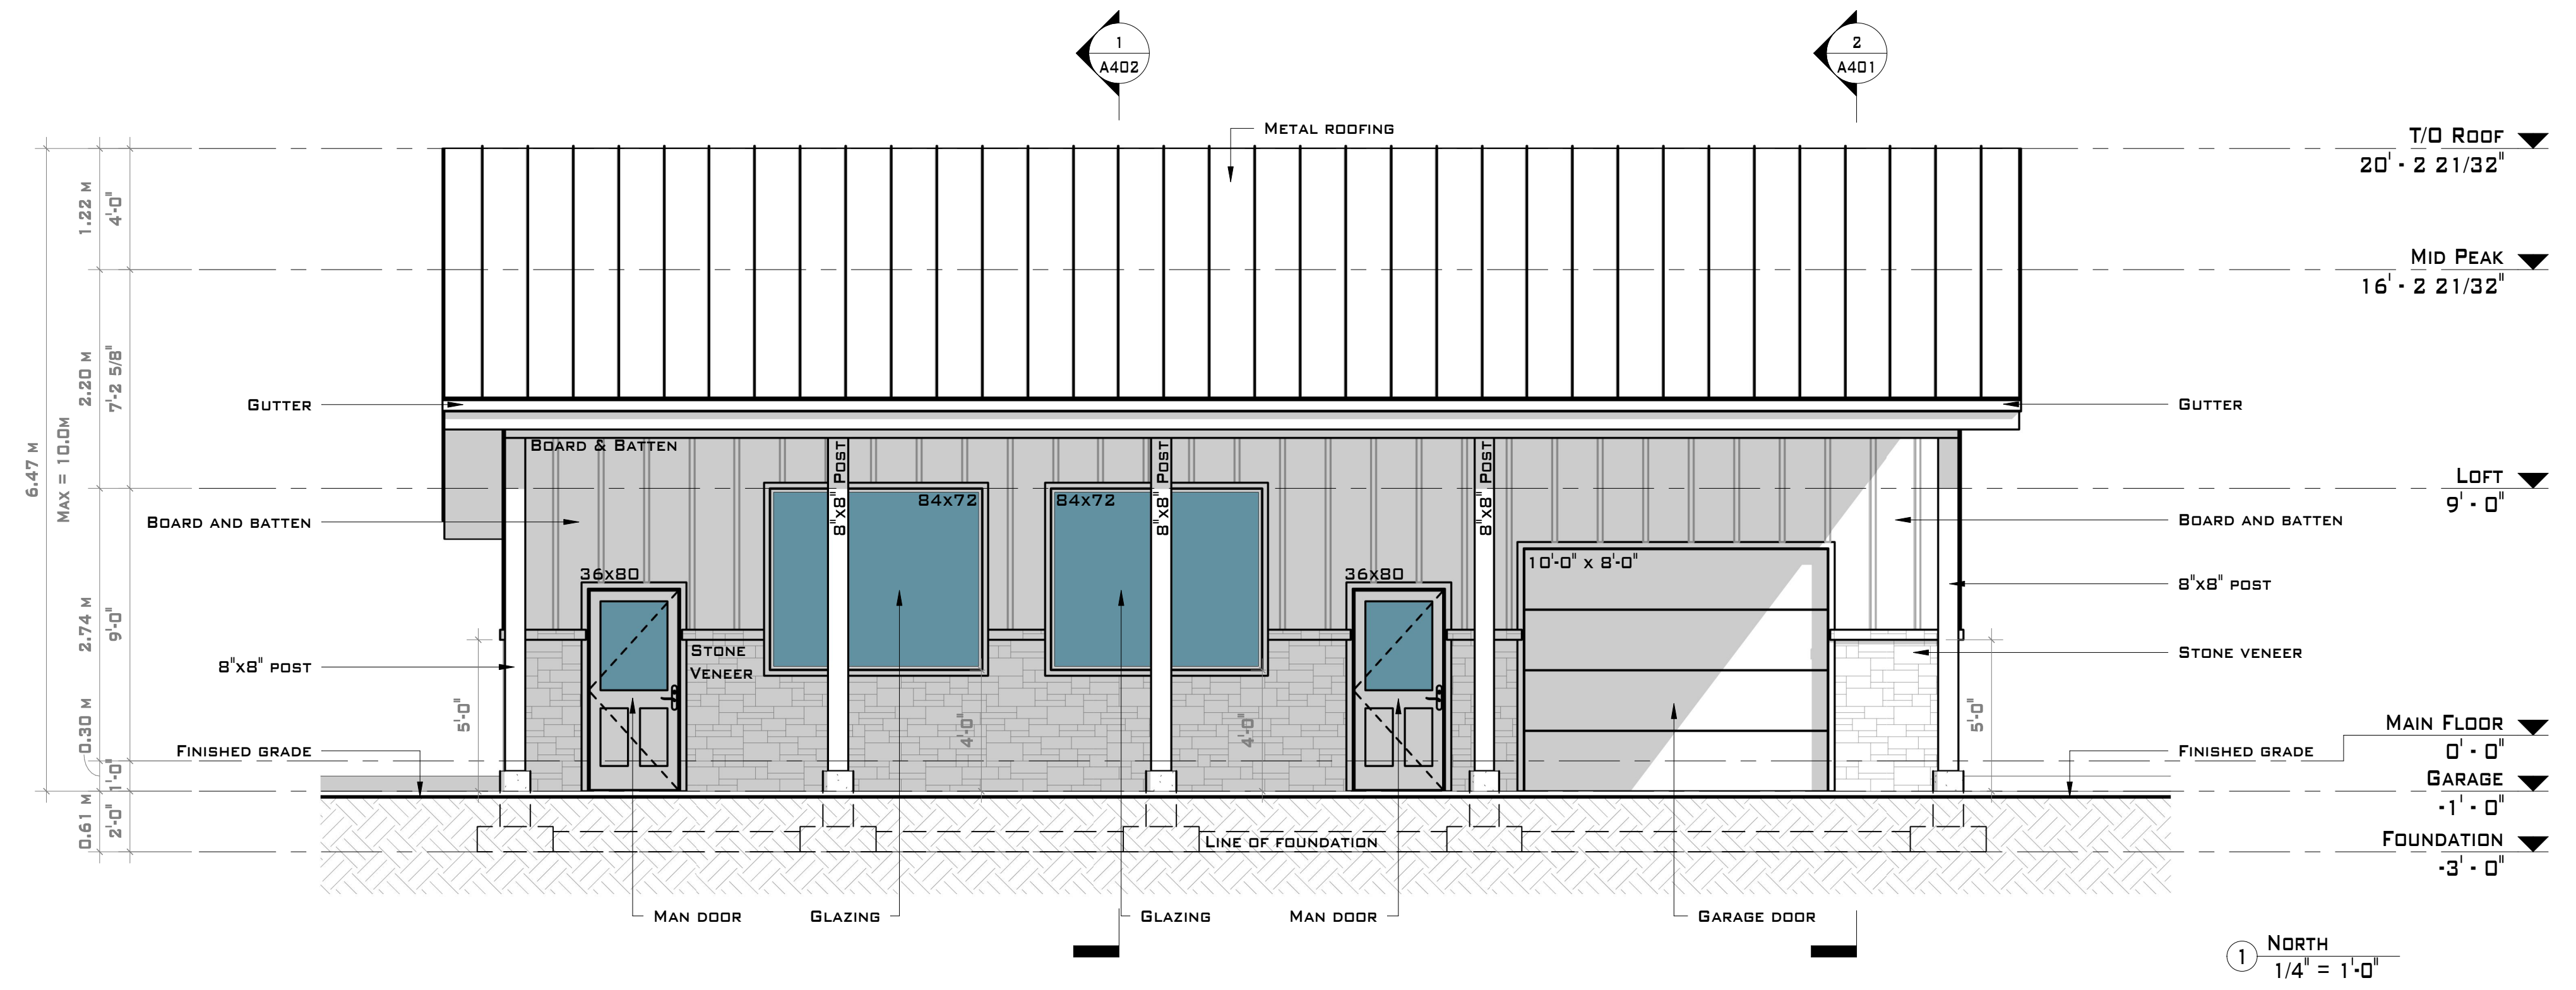 1
A402
2
A401
Metal roofing
T/O Roof
20' - 2 21/32"
Mid Peak
16' - 2 21/32"
Loft
9' - 0"
Main Floor
0' - 0"
Garage
-1' - 0"
Foundation
-3' - 0"
6.47 m
Max = 10.0m
1.22 m
4'-0"
2.20 m
7'-2 5/8"
2.74 m
9'-0"
0.30 m
1'-0"
0.61 m
2'-0"
Gutter
Board and batten
8"x8" post
Finished grade
Gutter
Board and batten
8"x8" post
Stone veneer
Finished grade
Board & Batten
8"x8" Post
8"x8" Post
8"x8" Post
84x72
84x72
36x80
36x80
10'-0" x 8'-0"
Stone
Veneer
5'-0"
4'-0"
4'-0"
5'-0"
Line of foundation
Man door
Glazing
Glazing
Man door
Garage door
1
North
1/4" = 1'-0"